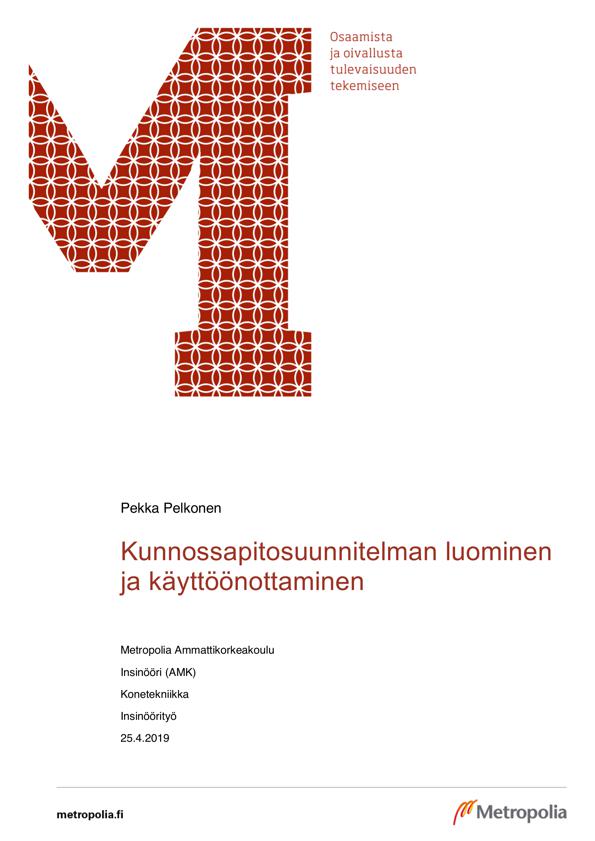 Osaamista
ja oivallusta
tulevaisuuden
tekemiseen
Pekka Pelkonen
Kunnossapitosuunnitelman luominen
ja käyttöönottaminen
Metropolia Ammattikorkeakoulu
Insinööri (AMK)
Konetekniikka
Insinöörityö
25.4.2019
metropolia.fi
Metropolia